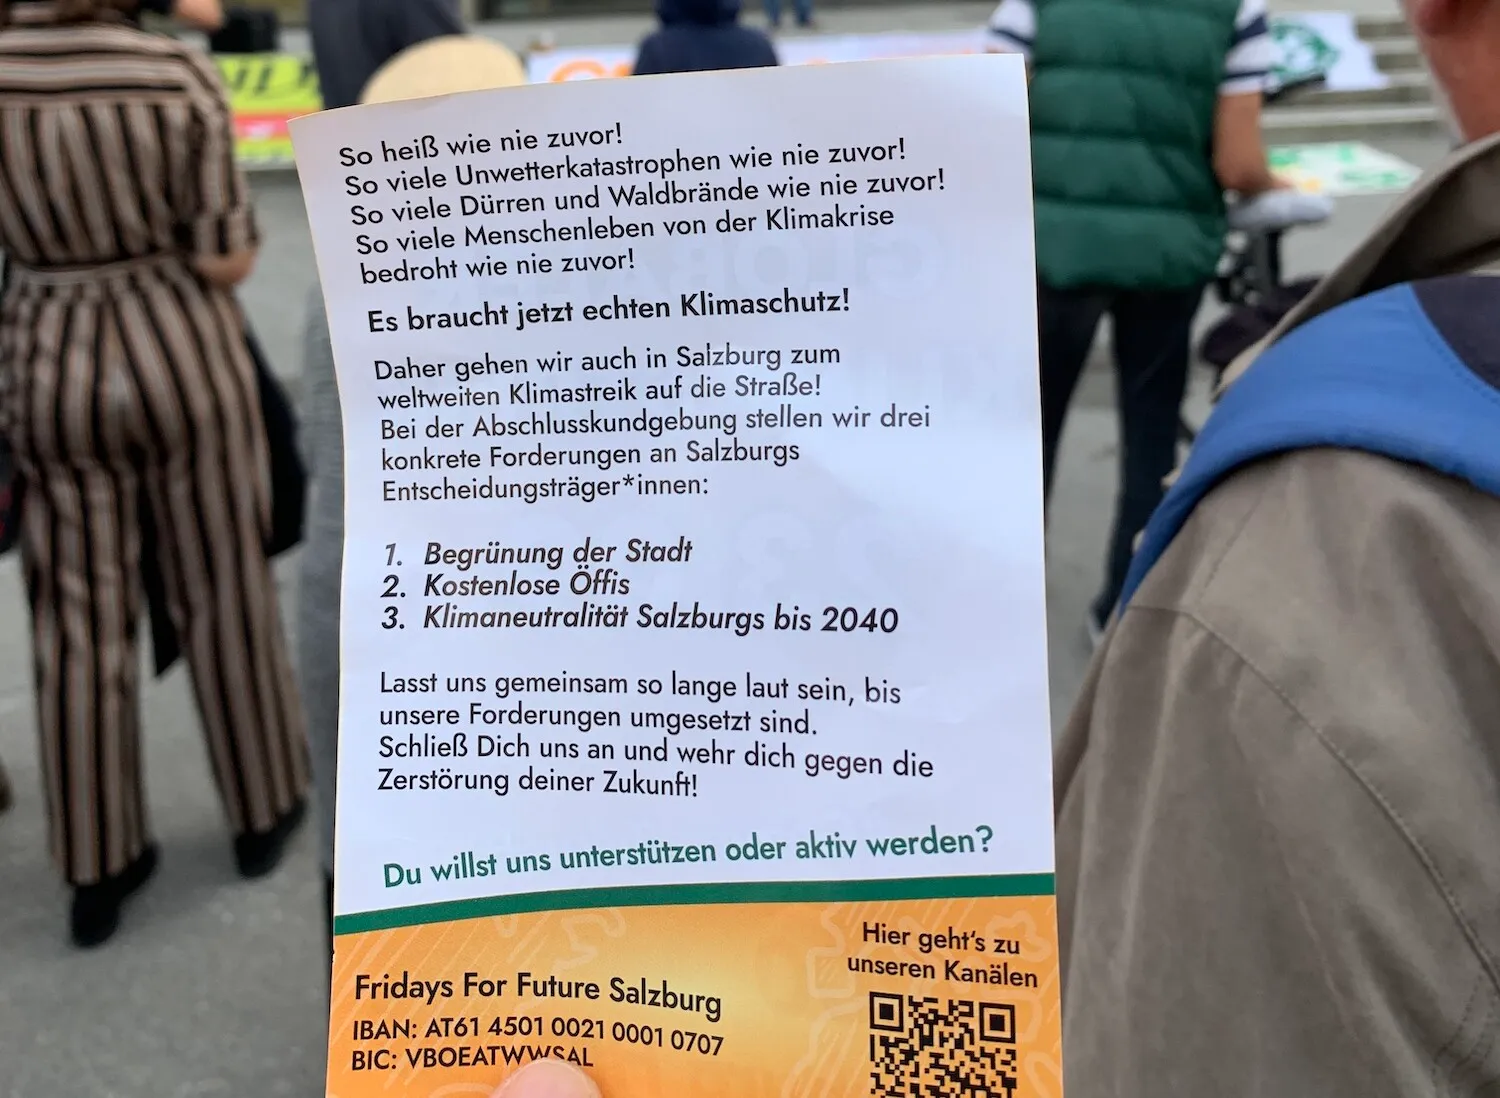 So heiß wie nie zuvor!
So viele Unwetterkatastrophen wie nie zuvor!
So viele Dürren und Waldbrände wie nie zuvor!
So viele Menschenleben von der Klimakrise
bedroht wie nie zuvor!
Es braucht jetzt echten Klimaschutz!
Daher gehen wir auch in Salzburg zum
weltweiten Klimastreik auf die Straße!
Bei der Abschlusskundgebung stellen wir drei
konkrete Forderungen an Salzburgs
Entscheidungsträger*innen:
1. Begrünung der Stadt
2. Kostenlose Öffis
3. Klimaneutralität Salzburgs bis 2040
Lasst uns gemeinsam so lange laut sein, bis
unsere Forderungen umgesetzt sind.
Schließ Dich uns an und wehr dich gegen die
Zerstörung deiner Zukunft!
Du willst uns unterstützen oder aktiv werden?
Fridays For Future Salzburg
IBAN: AT61 4501 0021 0001 0707
BIC: VBOEATWWSAL
Hier geht's zu
unseren Kanälen